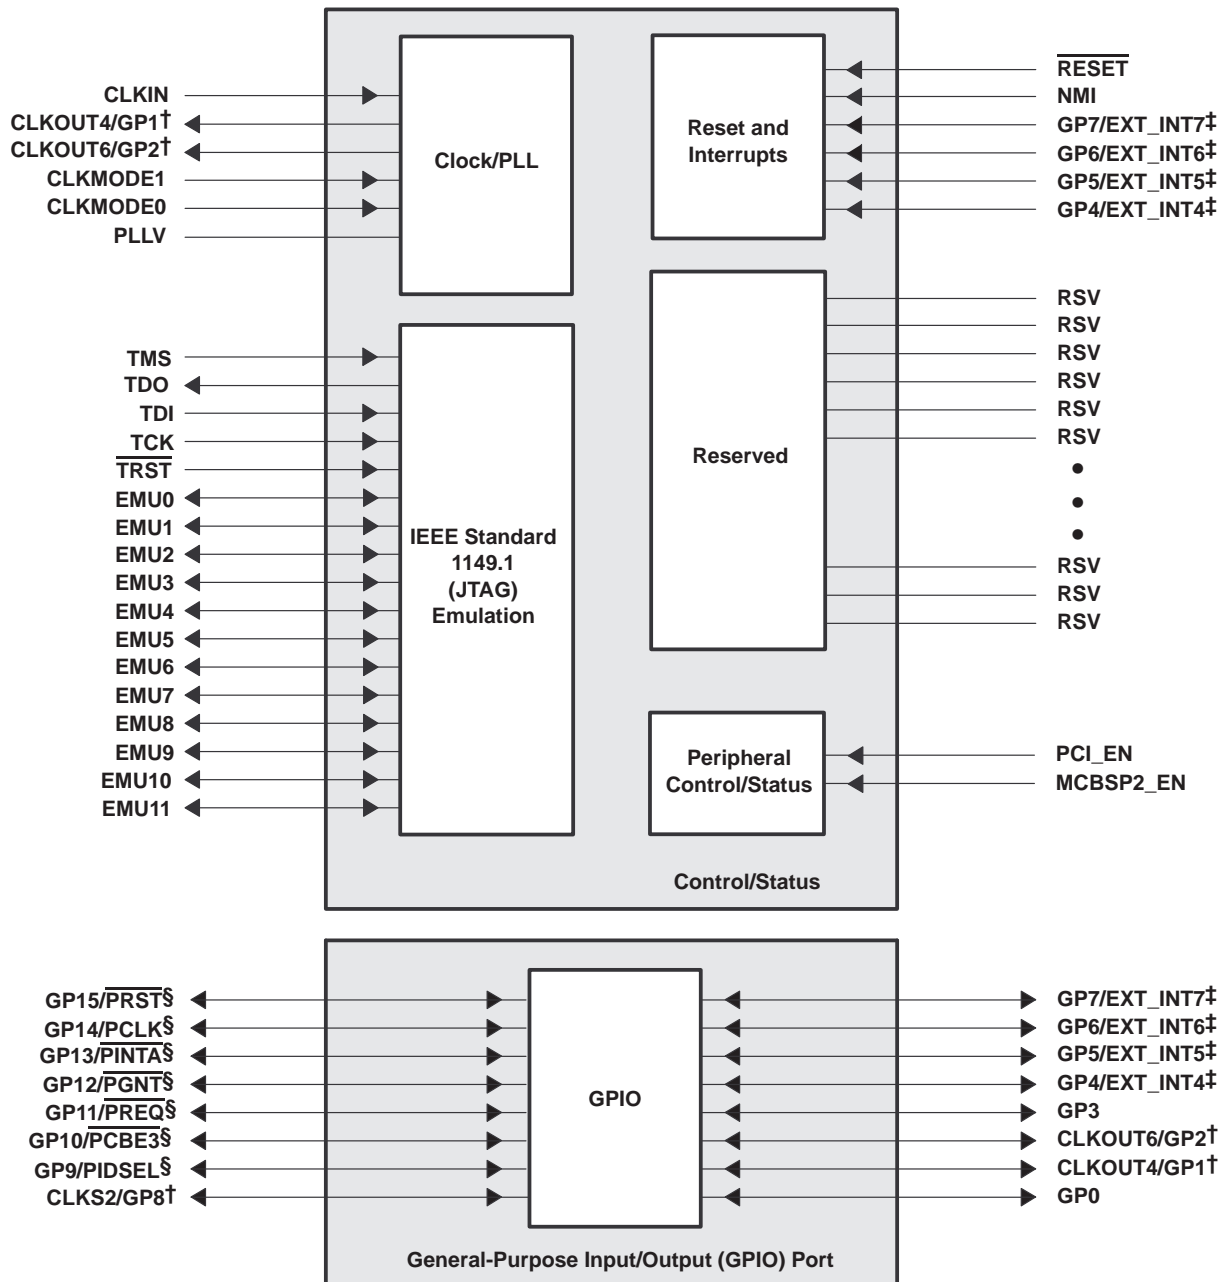 CLKIN
CLKOUT4/GP1†
CLKOUT6/GP2†
CLKMODE1
CLKMODE0
PLLV
Clock/PLL
Reset and
Interrupts
RESET
NMI
GP7/EXT_INT7‡
GP6/EXT_INT6‡
GP5/EXT_INT5‡
GP4/EXT_INT4‡
TMS
TDO
TDI
TCK
TRST
EMU0
EMU1
EMU2
EMU3
EMU4
EMU5
EMU6
EMU7
EMU8
EMU9
EMU10
EMU11
IEEE Standard
1149.1
(JTAG)
Emulation
Reserved
RSV
RSV
RSV
RSV
RSV
RSV
RSV
RSV
RSV
Peripheral
Control/Status
PCI_EN
MCBSP2_EN
Control/Status
GP15/PRST§
GP14/PCLK§
GP13/PINTA§
GP12/PGNT§
GP11/PREQ§
GP10/PCBE3§
GP9/PIDSEL§
CLKS2/GP8†
GPIO
GP7/EXT_INT7‡
GP6/EXT_INT6‡
GP5/EXT_INT5‡
GP4/EXT_INT4‡
GP3
CLKOUT6/GP2†
CLKOUT4/GP1†
GP0
General-Purpose Input/Output (GPIO) Port